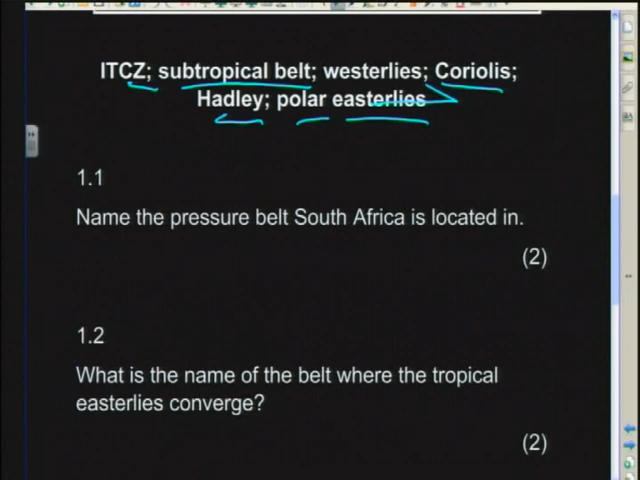 ITCZ; subtropical belt; westerlies; Coriolis;
Hadley; polar easterlies
1.1
Name the pressure belt South Africa is located in.
(2)
1.2
What is the name of the belt where the tropical
easterlies converge?
(2)